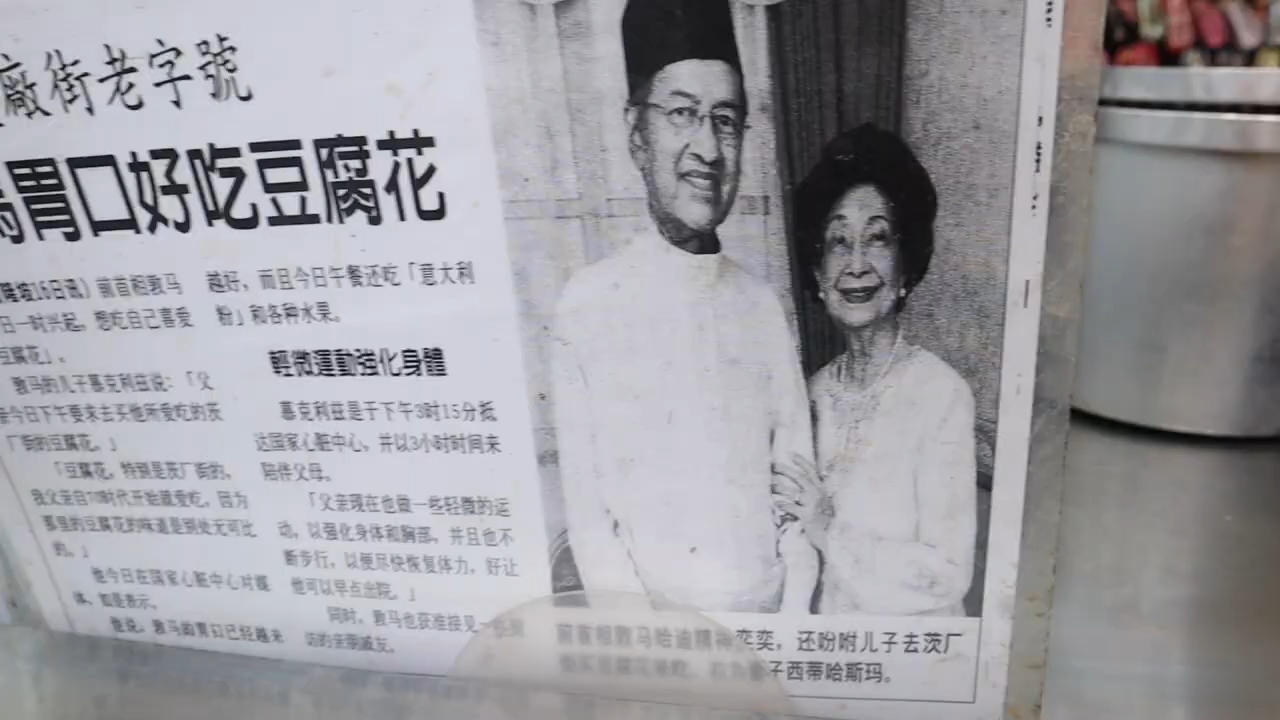 廠街老字號
胃口好吃豆腐花
隆坡16日讯）前首相敦马
日一时兴起，想吃自己喜爱
豆腐花」。
敦马的儿子慕克利兹说：「父
亲今日下午要来去买他所爱吃的茨
厂街的豆腐花。」
「豆腐花，特别是茨厂街的，
我父亲自70年代开始就爱吃，因为
那里的豆腐花的味道是别处无可比
的。」
他今日在国家心脏中心对媒
体，如是表示。
他说，敦马的胃口已经越来
越好，而且今日午餐还吃「意大利
粉」和各种水果。
輕微運動強化身體
慕克利兹是于下午3时15分抵
达国家心脏中心，并以3小时时间来
陪伴父母。
「父亲现在也做一些轻微的运
动，以强化身体和胸部，并且也不
断步行，以便尽快恢复体力，好让
他可以早点出院。」
同时，敦马也获准接见一些到
访的亲朋戚友。
前首相敦马哈迪精神奕奕，还吩咐儿子去茨厂
子西蒂哈斯玛。